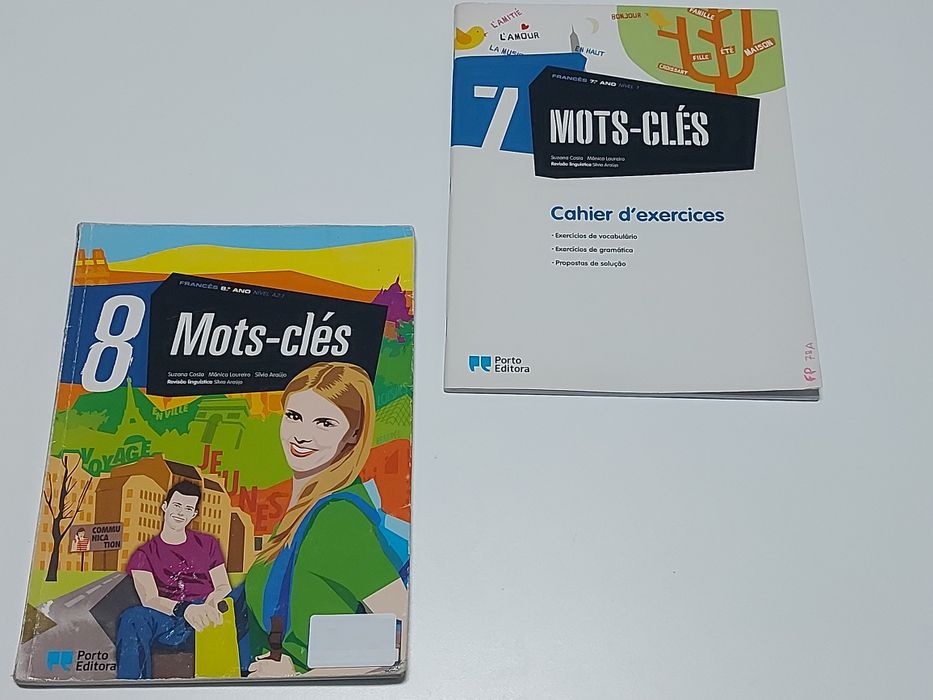 L'AMITIÉ
L'AMOUR
EN HAUT
BONJOUR
FAMILLE
FILLE
ÉTÉ
MAISON
CROISSANT
7
FRANCÊS 7.º ANO NÍVEL 1
MOTS-CLÉS
Suzana Costa Mónica Loureiro
Revisão linguística Sílvia Araújo
Cahier d'exercices
· Exercícios de vocabulário
· Exercícios de gramática
· Propostas de solução
Porto
Editora
8
FRANCÊS 8.º ANO NÍVEL A2.1
Mots-clés
Suzana Costa Mónica Loureiro Sílvia Araújo
Revisão linguística Sílvia Araújo
EN VILLE
VOYAGE
JEUNES
COMMU
NICA
TION
Porto
Editora